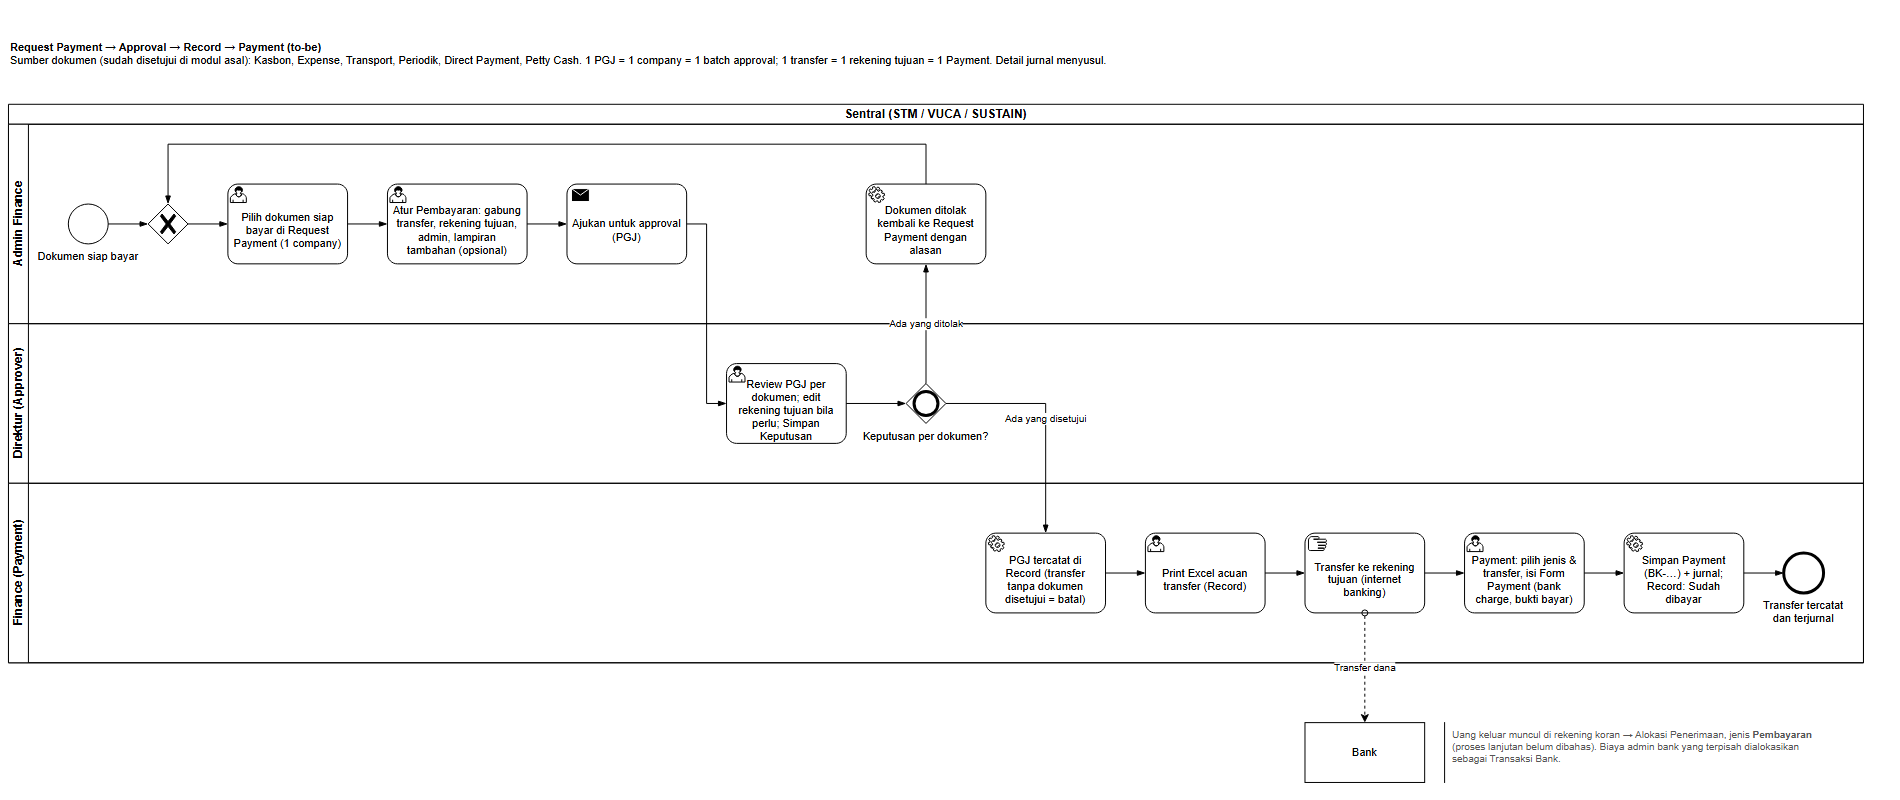 Request Payment → Approval → Record → Payment (to-be)
Sumber dokumen (sudah disetujui di modul asal): Kasbon, Expense, Transport, Periodik, Direct Payment, Petty Cash. 1 PGJ = 1 company = 1 batch approval; 1 transfer = 1 rekening tujuan = 1 Payment. Detail jurnal menyusul.
Sentral (STM / VUCA / SUSTAIN)
Admin Finance
Dokumen siap bayar
Pilih dokumen siap
bayar di Request
Payment (1 company)
Atur Pembayaran: gabung
transfer, rekening tujuan,
admin, lampiran
tambahan (opsional)
Ajukan untuk approval
(PGJ)
Dokumen ditolak
kembali ke Request
Payment dengan
alasan
Ada yang ditolak
Direktur (Approver)
Review PGJ per
dokumen; edit
rekening tujuan bila
perlu; Simpan
Keputusan
Keputusan per dokumen?
Ada yang disetujui
Finance (Payment)
PGJ tercatat di
Record (transfer
tanpa dokumen
disetujui = batal)
Print Excel acuan
transfer (Record)
Transfer ke rekening
tujuan (internet
banking)
Payment: pilih jenis &
transfer, isi Form
Payment (bank
charge, bukti bayar)
Simpan Payment
(BK-...) + jurnal;
Record: Sudah
dibayar
Transfer tercatat
dan terjurnal
Transfer dana
Bank
Uang keluar muncul di rekening koran → Alokasi Penerimaan, jenis Pembayaran
(proses lanjutan belum dibahas). Biaya admin bank yang terpisah dialokasikan
sebagai Transaksi Bank.